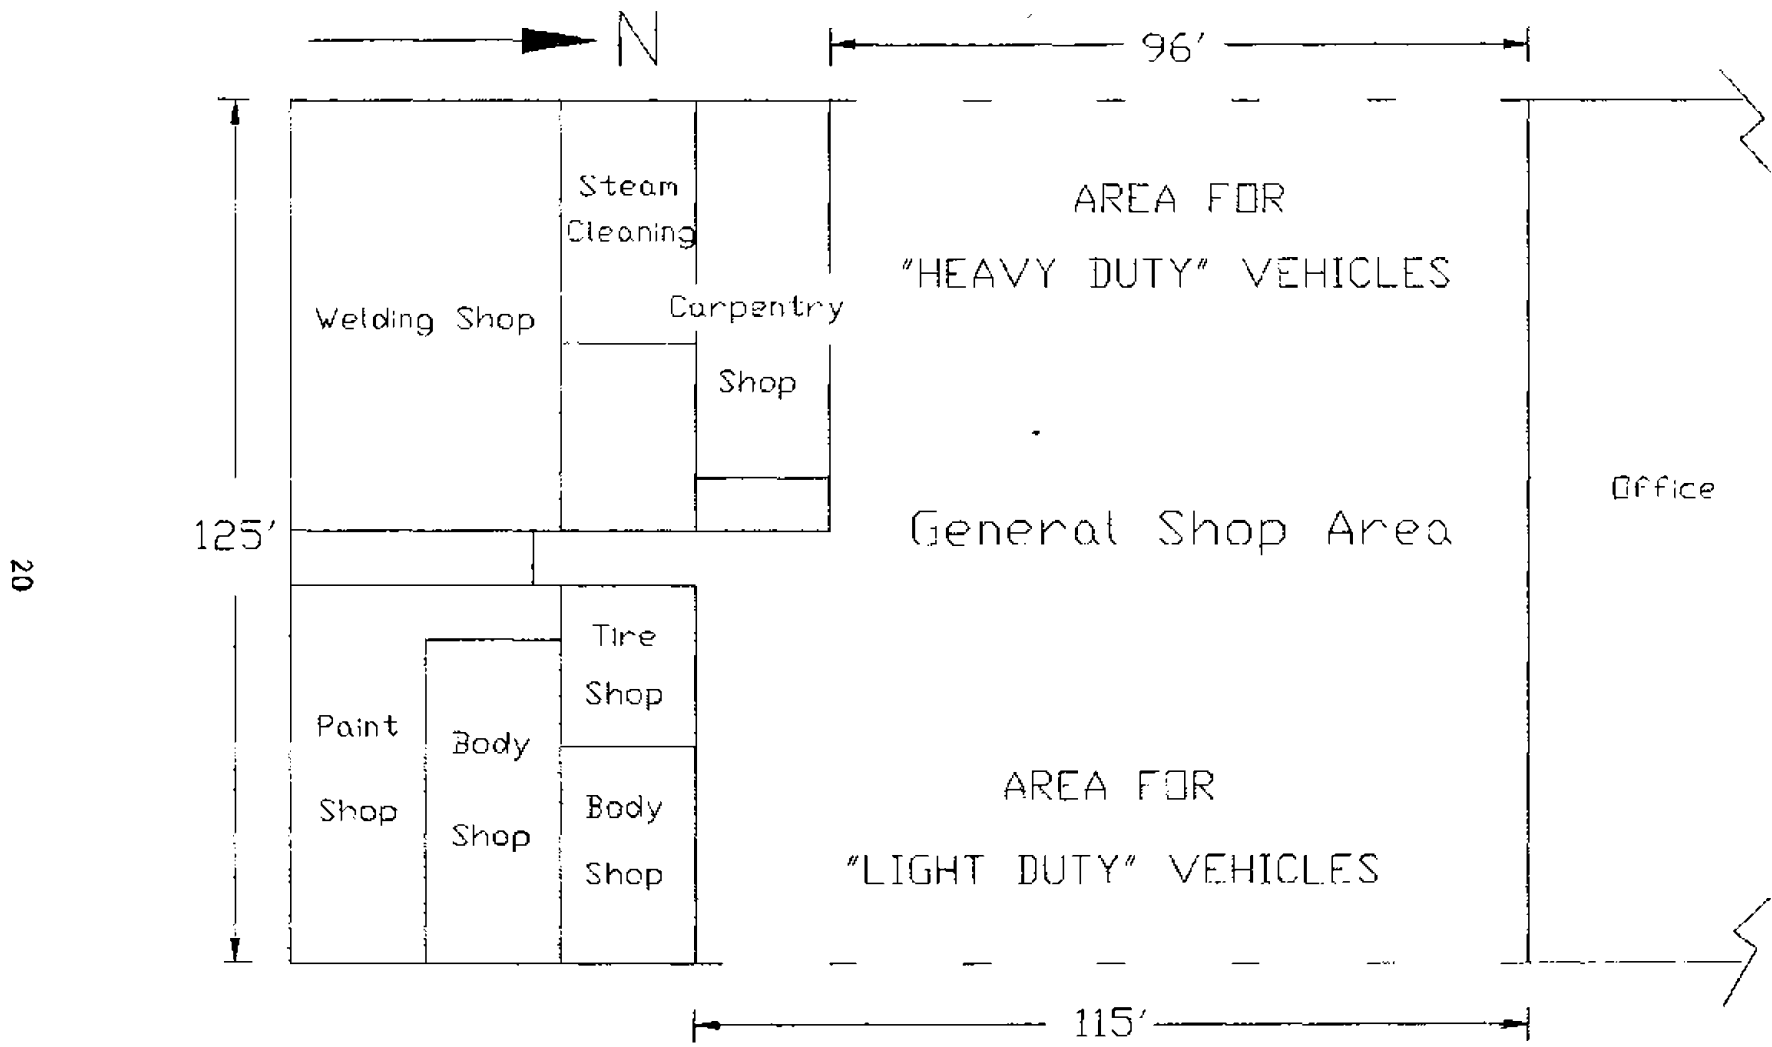 N
96'
Steam
Cleaning
AREA FOR
"HEAVY DUTY" VEHICLES
Welding Shop
Carpentry
Shop
Office
General Shop Area
125'
20
Tire
Shop
Paint
Shop
Body
Shop
Body
Shop
AREA FOR
"LIGHT DUTY" VEHICLES
115'